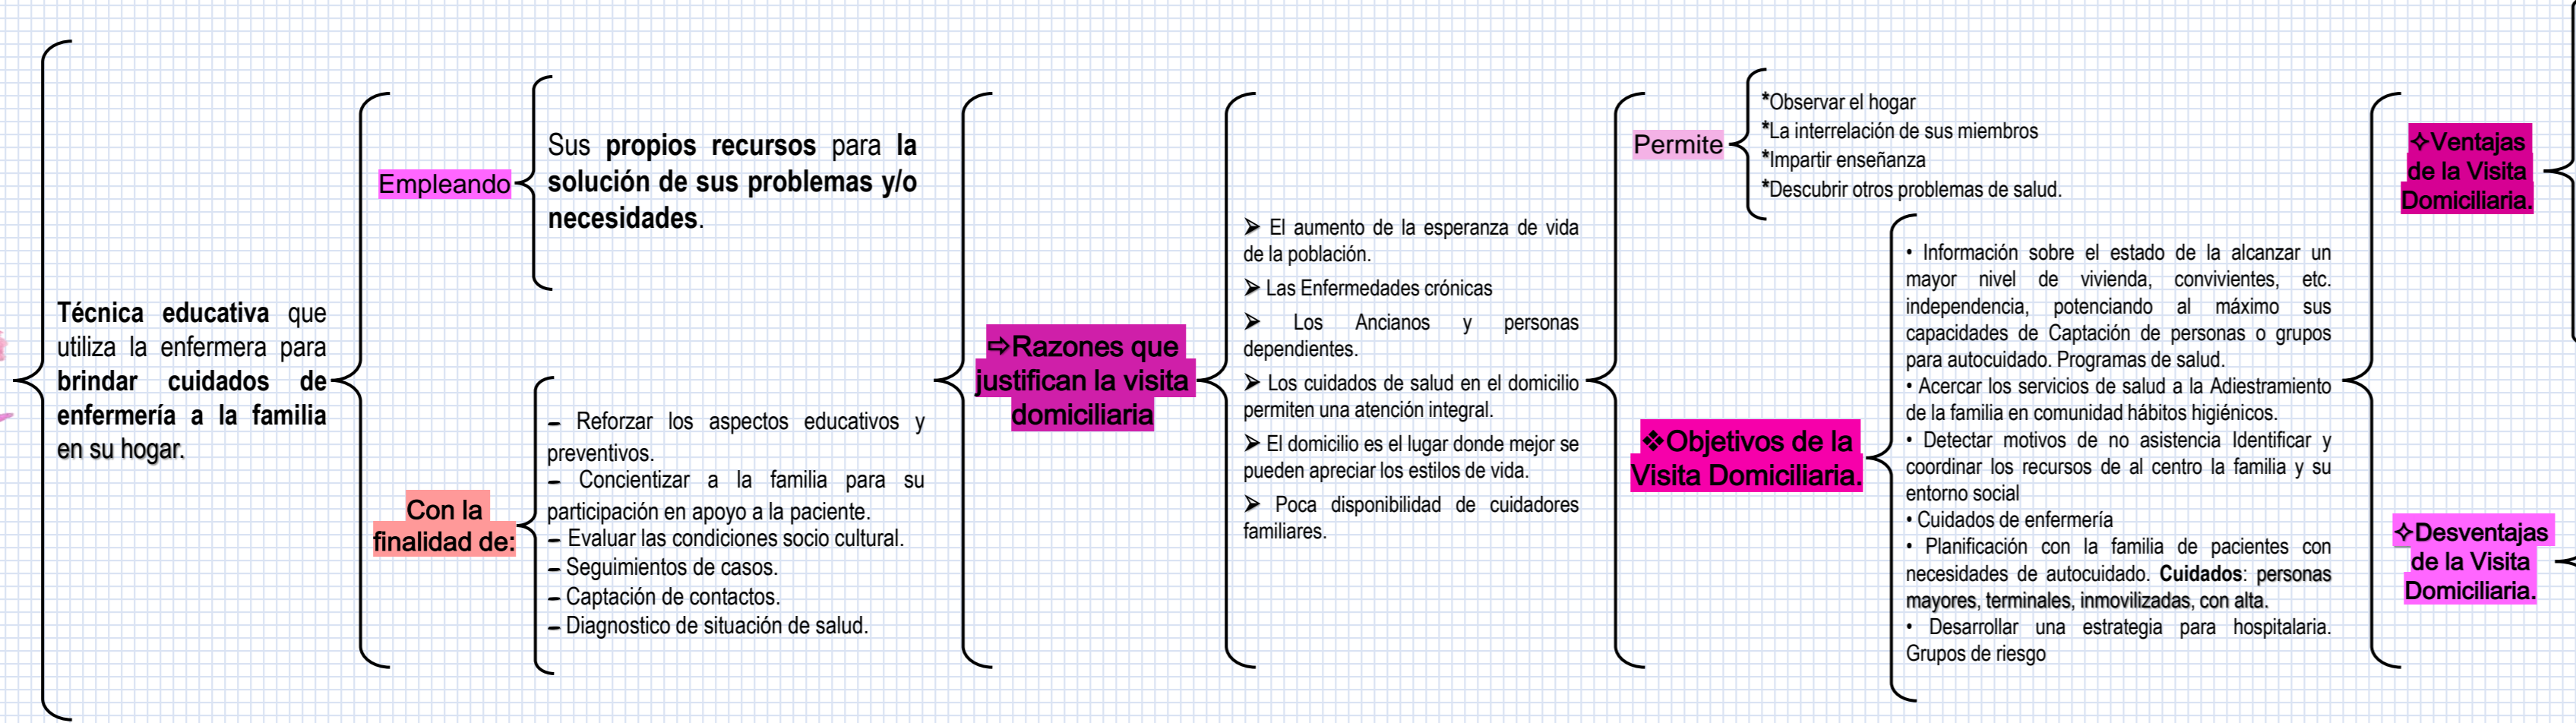 Técnica educativa que
utiliza la enfermera para
brindar cuidados de
enfermería a la familia
en su hogar.
Empleando
Sus propios recursos para la
solución de sus problemas y/o
necesidades.
Con la
finalidad de:
– Reforzar los aspectos educativos y
preventivos.
– Concientizar a la familia para su
participación en apoyo a la paciente.
– Evaluar las condiciones socio cultural.
– Seguimientos de casos.
– Captación de contactos.
– Diagnostico de situación de salud.
⇨Razones que
justifican la visita
domiciliaria
➢ El aumento de la esperanza de vida
de la población.
➢ Las Enfermedades crónicas
➢ Los Ancianos y personas
dependientes.
➢ Los cuidados de salud en el domicilio
permiten una atención integral.
➢ El domicilio es el lugar donde mejor se
pueden apreciar los estilos de vida.
➢ Poca disponibilidad de cuidadores
familiares.
Permite
*Observar el hogar
*La interrelación de sus miembros
*Impartir enseñanza
*Descubrir otros problemas de salud.
❖Objetivos de la
Visita Domiciliaria.
• Información sobre el estado de la alcanzar un
mayor nivel de vivienda, convivientes, etc.
independencia, potenciando al máximo sus
capacidades de Captación de personas o grupos
para autocuidado. Programas de salud.
• Acercar los servicios de salud a la Adiestramiento
de la familia en comunidad hábitos higiénicos.
• Detectar motivos de no asistencia Identificar y
coordinar los recursos de al centro la familia y su
entorno social
• Cuidados de enfermería
• Planificación con la familia de pacientes con
necesidades de autocuidado. Cuidados: personas
mayores, terminales, inmovilizadas, con alta.
• Desarrollar una estrategia para hospitalaria.
Grupos de riesgo
✧Ventajas
de la Visita
Domiciliaria.
✧Desventajas
de la Visita
Domiciliaria.